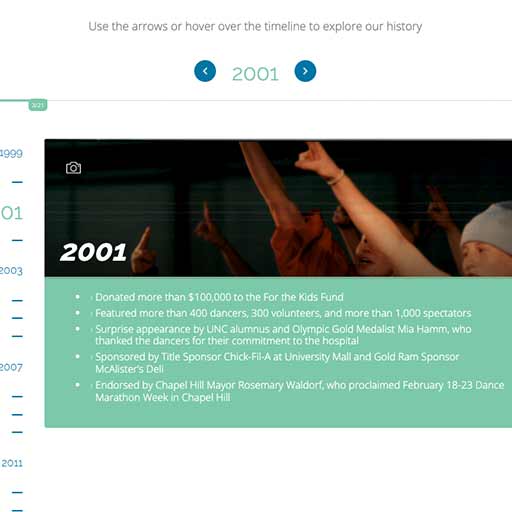 Use the arrows or hover over the timeline to explore our history
2001
2/21
1999
01
2003
2007
2011
2001
Donated more than $100,000 to the For the Kids Fund
Featured more than 400 dancers, 300 volunteers, and more than 1,000 spectators
Surprise appearance by UNC alumnus and Olympic Gold Medalist Mia Hamm, who
thanked the dancers for their commitment to the hospital
Sponsored by Title Sponsor Chick-Fil-A at University Mall and Gold Ram Sponsor
McAlister's Deli
Endorsed by Chapel Hill Mayor Rosemary Waldorf, who proclaimed February 18-23 Dance
Marathon Week in Chapel Hill